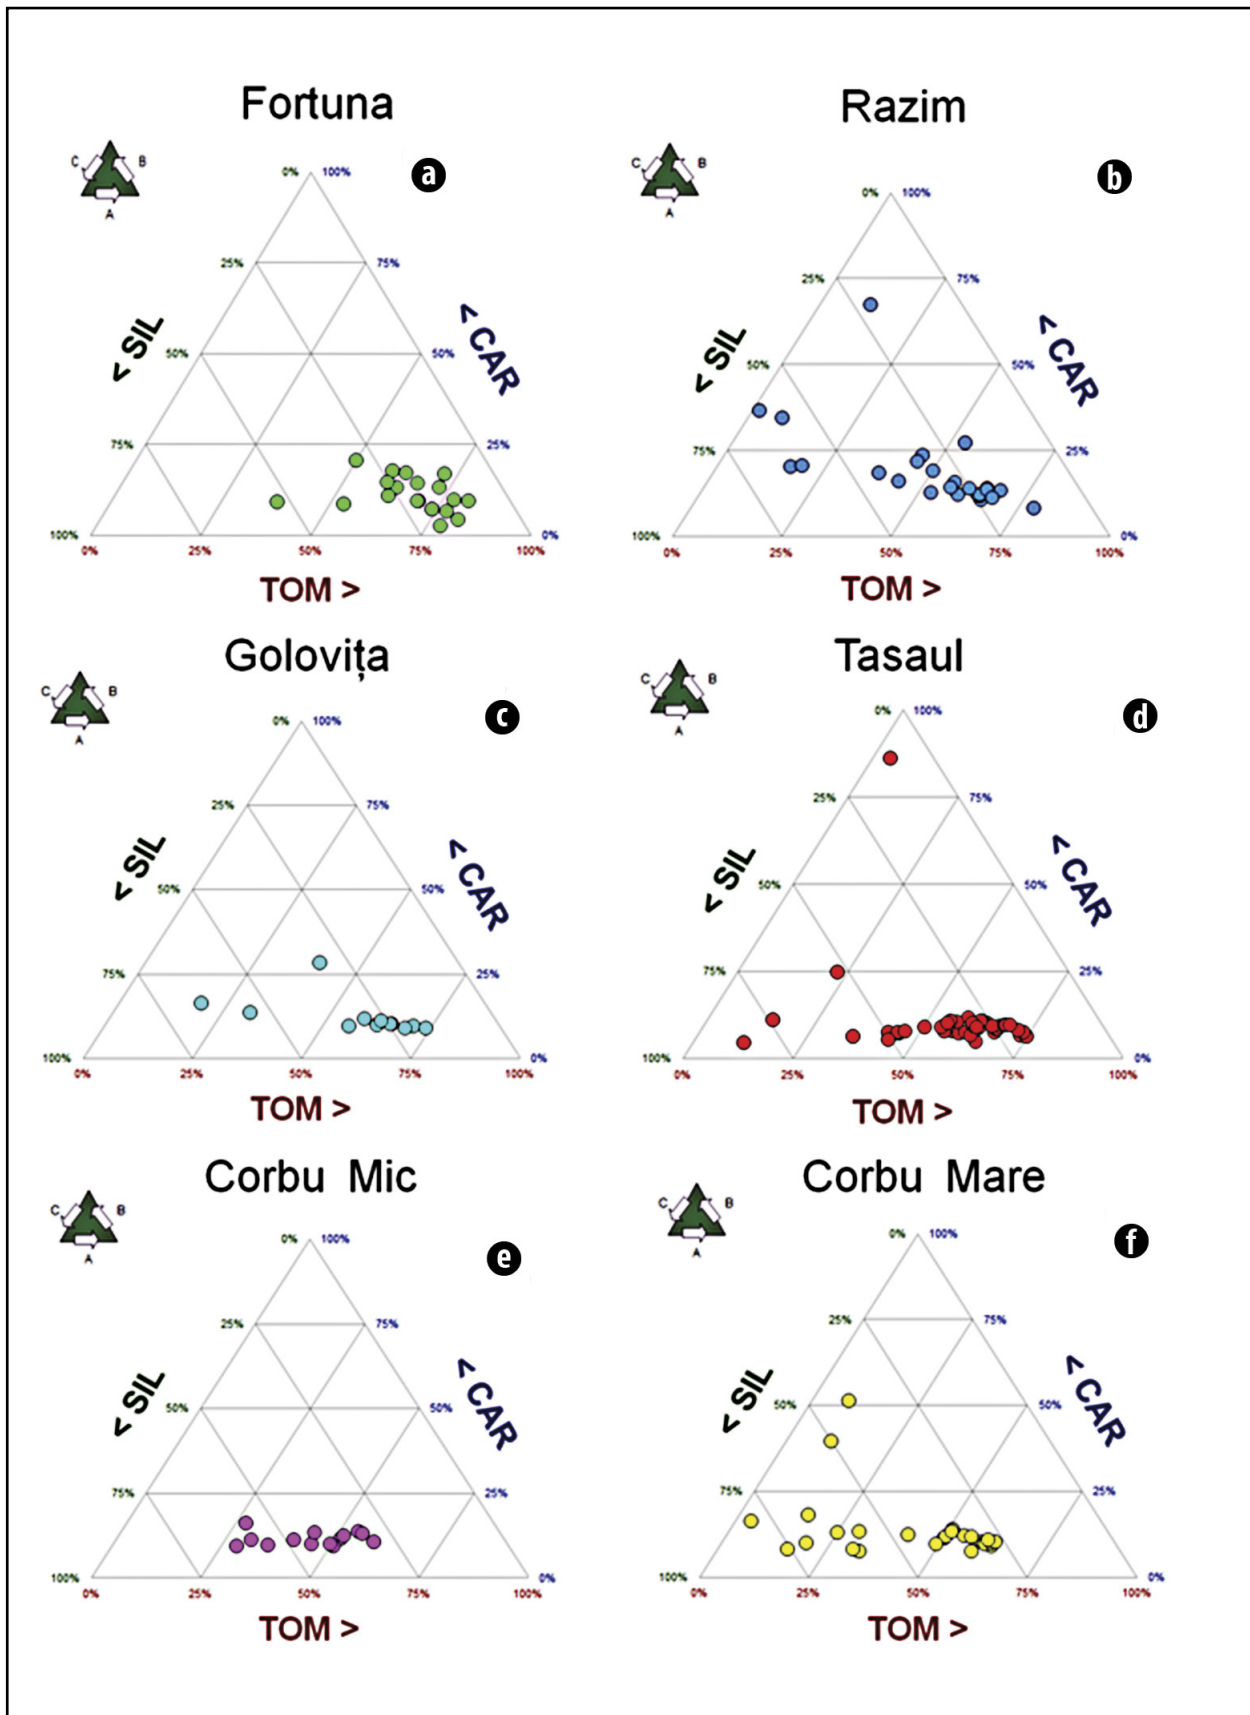 Fortuna
a
C
B
A
0% 100%
25% 75%
< SIL
< CAR
50% 50%
75% 25%
100% 0%
0% 25% 50% 75% 100%
TOM >
Razim
b
C
B
A
0% 100%
25% 75%
< SIL
< CAR
50% 50%
75% 25%
100% 0%
0% 25% 50% 75% 100%
TOM >
Golovița
c
C
B
A
0% 100%
25% 75%
< SIL
< CAR
50% 50%
75% 25%
100% 0%
0% 25% 50% 75% 100%
TOM >
Tasaul
d
C
B
A
0% 100%
25% 75%
< SIL
< CAR
50% 50%
75% 25%
100% 0%
0% 25% 50% 75% 100%
TOM >
Corbu Mic
e
C
B
A
0% 100%
25% 75%
< SIL
< CAR
50% 50%
75% 25%
100% 0%
0% 25% 50% 75% 100%
TOM >
Corbu Mare
f
C
B
A
0% 100%
25% 75%
< SIL
< CAR
50% 50%
75% 25%
100% 0%
0% 25% 50% 75% 100%
TOM >